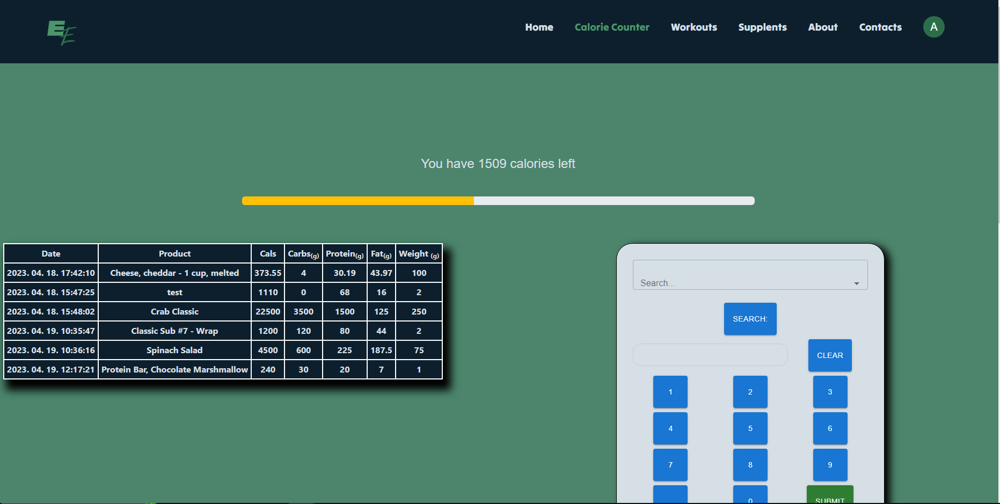 EE
Home Calorie Counter Workouts Supplents About Contacts A
You have 1509 calories left
Date Product Cals Carbs(g) Protein(g) Fat(g) Weight (g)
2023. 04. 18. 17:42:10 Cheese, cheddar - 1 cup, melted 373.55 4 30.19 43.97 100
2023. 04. 18. 15:47:25 test 1110 0 68 16 2
2023. 04. 18. 15:48:02 Crab Classic 22500 3500 1500 125 250
2023. 04. 19. 10:35:47 Classic Sub #7 - Wrap 1200 120 80 44 2
2023. 04. 19. 10:36:16 Spinach Salad 4500 600 225 187.5 75
2023. 04. 19. 12:17:21 Protein Bar, Chocolate Marshmallow 240 30 20 7 1
Search...
SEARCH:
CLEAR
1 2 3
4 5 6
7 8 9
0 SUBMIT